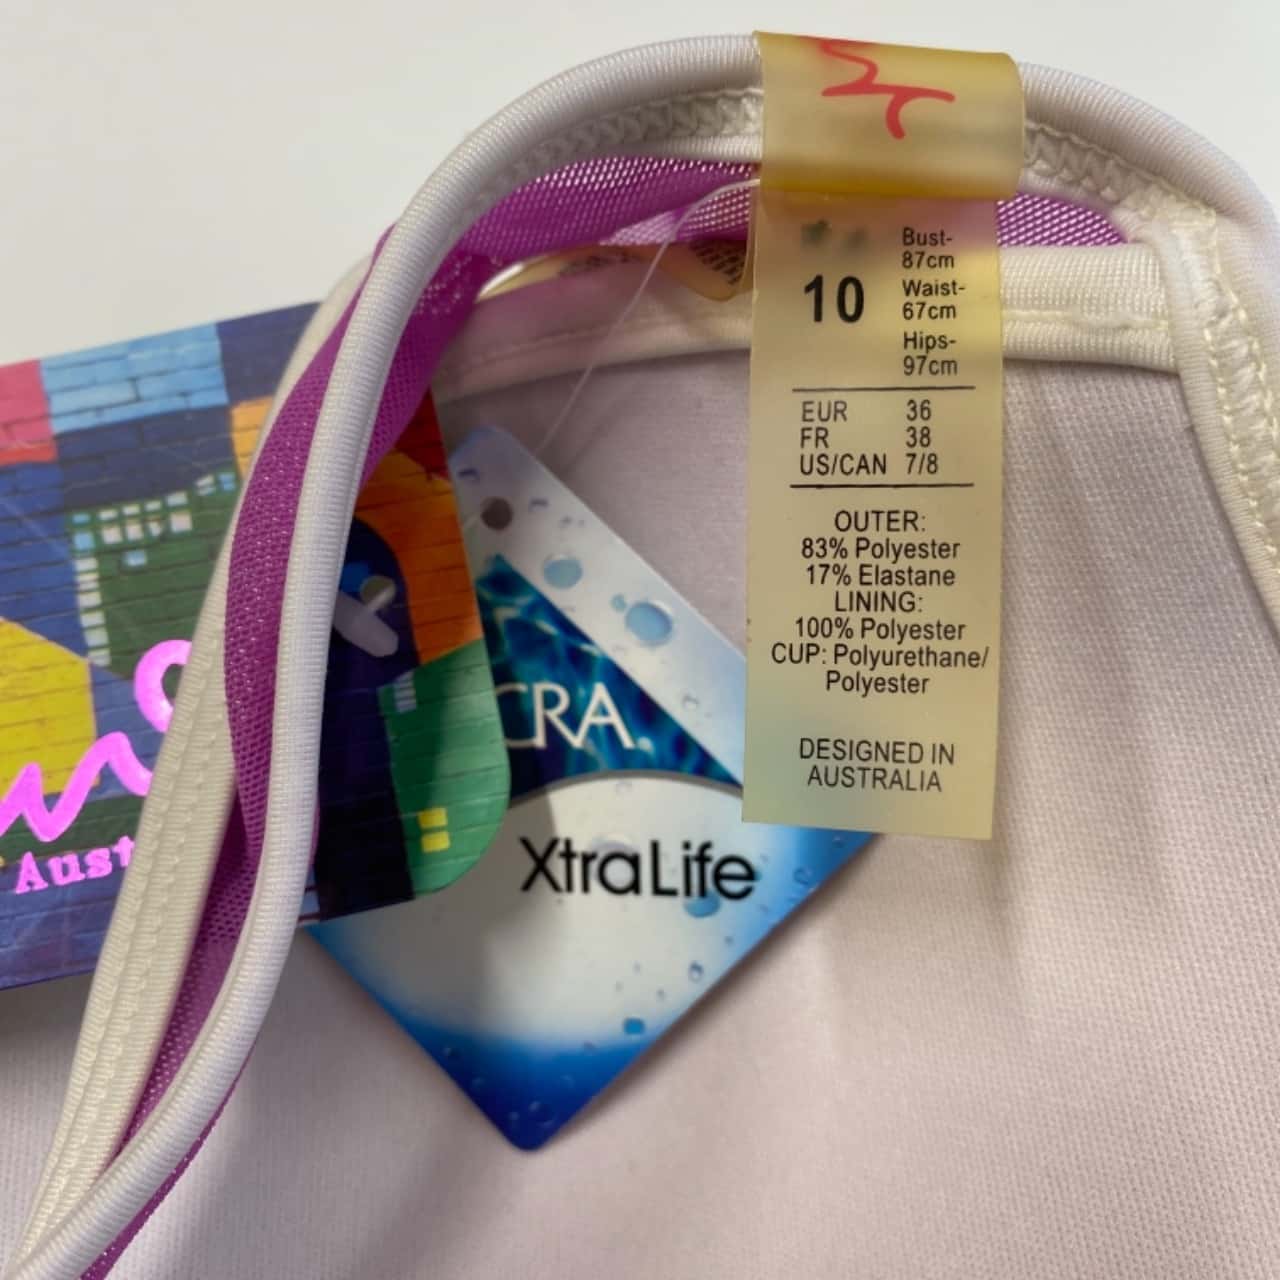 10
Bust-
87cm
Waist-
67cm
Hips-
97cm
EUR 36
FR 38
US/CAN 7/8
OUTER:
83% Polyester
17% Elastane
LINING:
100% Polyester
CUP: Polyurethane/
Polyester
DESIGNED IN
AUSTRALIA
CRA.
XtraLife
Aust